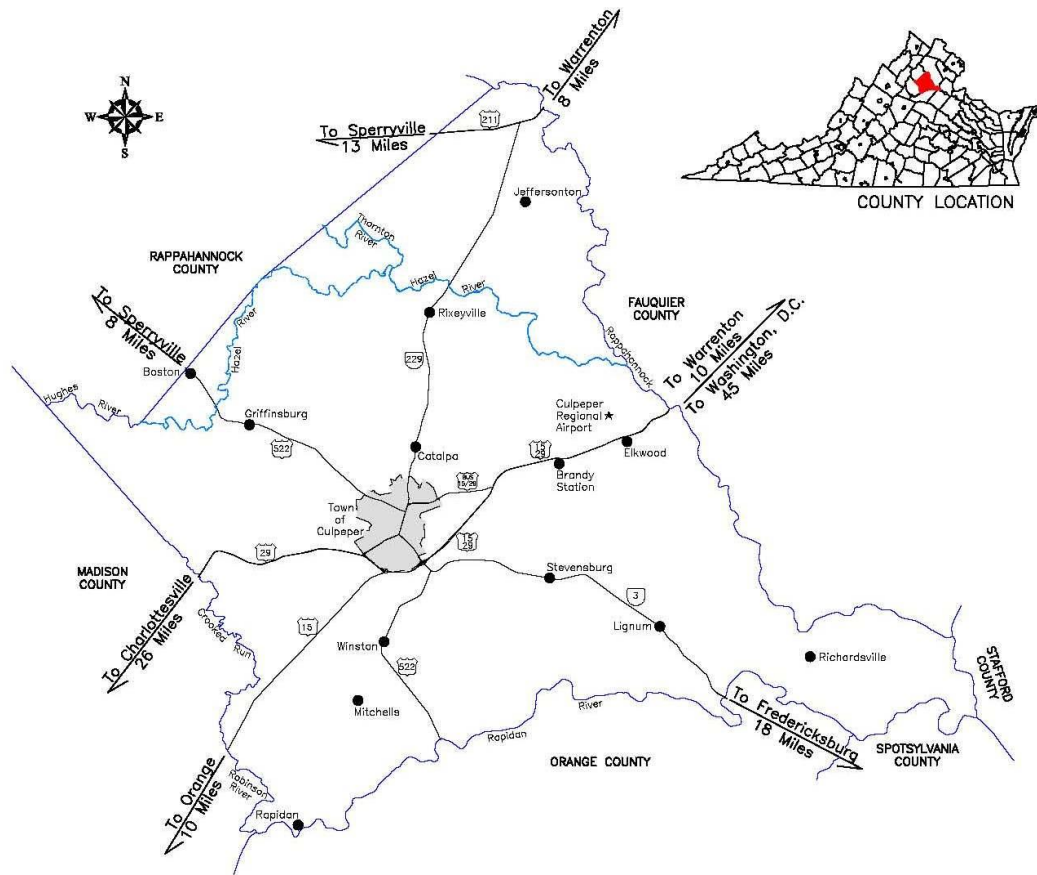 N
W E
S
To Warrenton
8 Miles
211
To Sperryville
13 Miles
COUNTY LOCATION
Jeffersonton
Thornton
River
RAPPAHANNOCK
COUNTY
Hazel
River
FAUQUIER
COUNTY
To Sperryville
8 Miles
Rixeyville
Rappahannock
To Warrenton
10 Miles
To Washington, D.C.
45 Miles
River
Hazel
229
Boston
Hughes
River
Culpeper
Regional
Airport
Griffinsburg
522
Catalpa
15
29
Elkwood
Brandy
Station
BUS
15/29
Town
of
Culpeper
15
29
29
MADISON
COUNTY
Stevensburg
3
To Charlottesville
26 Miles
Crooked Run
15
Lignum
Winston
522
Richardsville
STAFFORD
COUNTY
Mitchells
River
Rapidan
To Fredericksburg
18 Miles
SPOTSYLVANIA
COUNTY
ORANGE COUNTY
To Orange
10 Miles
Robinson
River
Rapidan